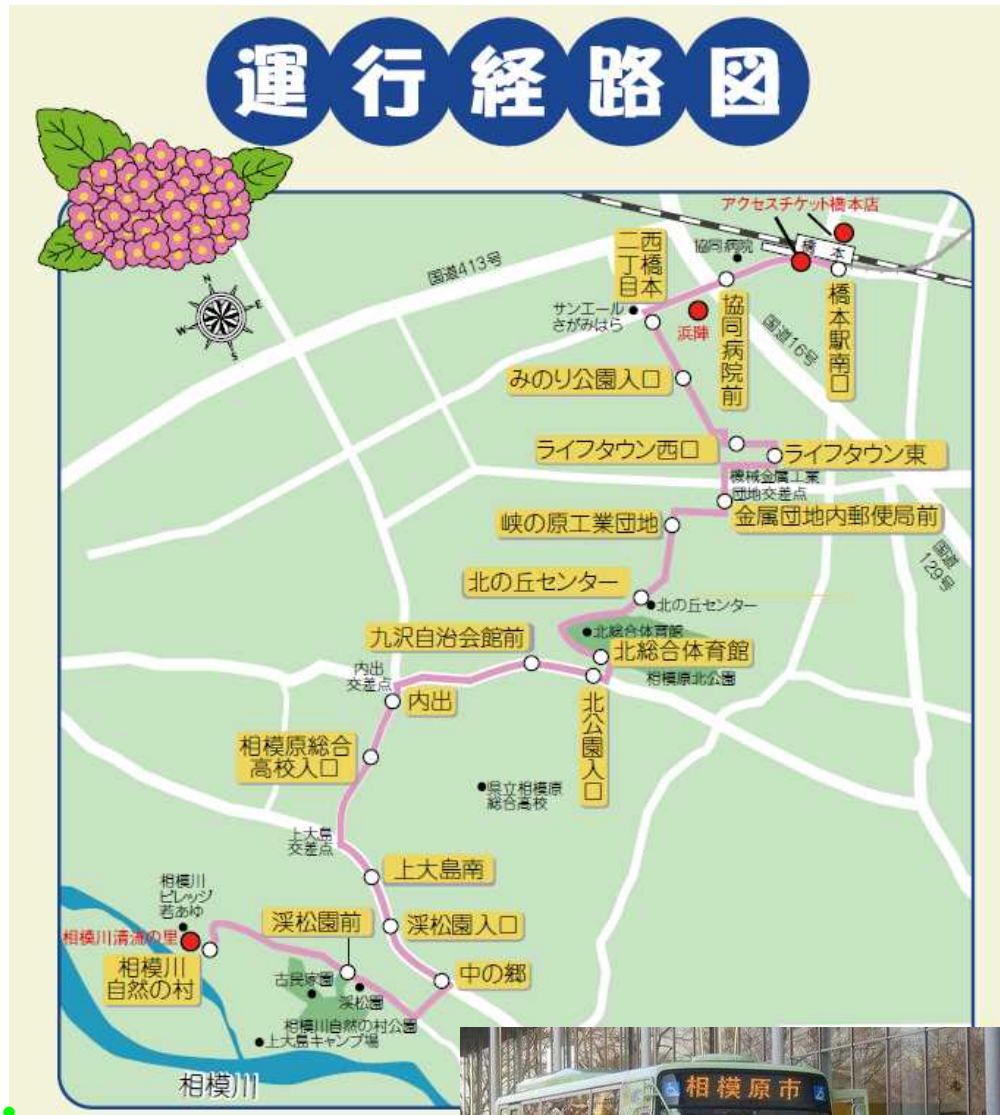 運行経路図
アクセスチケット橋本店
橋本
協同病院
西橋本
二丁目
国道413号
サンエール
さがみはら
浜陣
協同病院前
国道16号
橋本駅南口
みのり公園入口
ライフタウン西口
ライフタウン東
機械金属工業
団地交差点
金属団地内郵便局前
峡の原工業団地
国道
129号
北の丘センター
北の丘センター
北総合体育館
九沢自治会館前
北総合体育館
内出
交差点
相模原北公園
内出
北公園入口
相模原総合
高校入口
県立相模原
総合高校
上大島
交差点
上大島南
相模川
ビレッジ
若あゆ
渓松園前
渓松園入口
相模川清流の里
相模川
自然の村
中の郷
古民家園
渓松園
相模川自然の村公園
上大島キャンプ場
相模川
相模原市
N
E
S
W